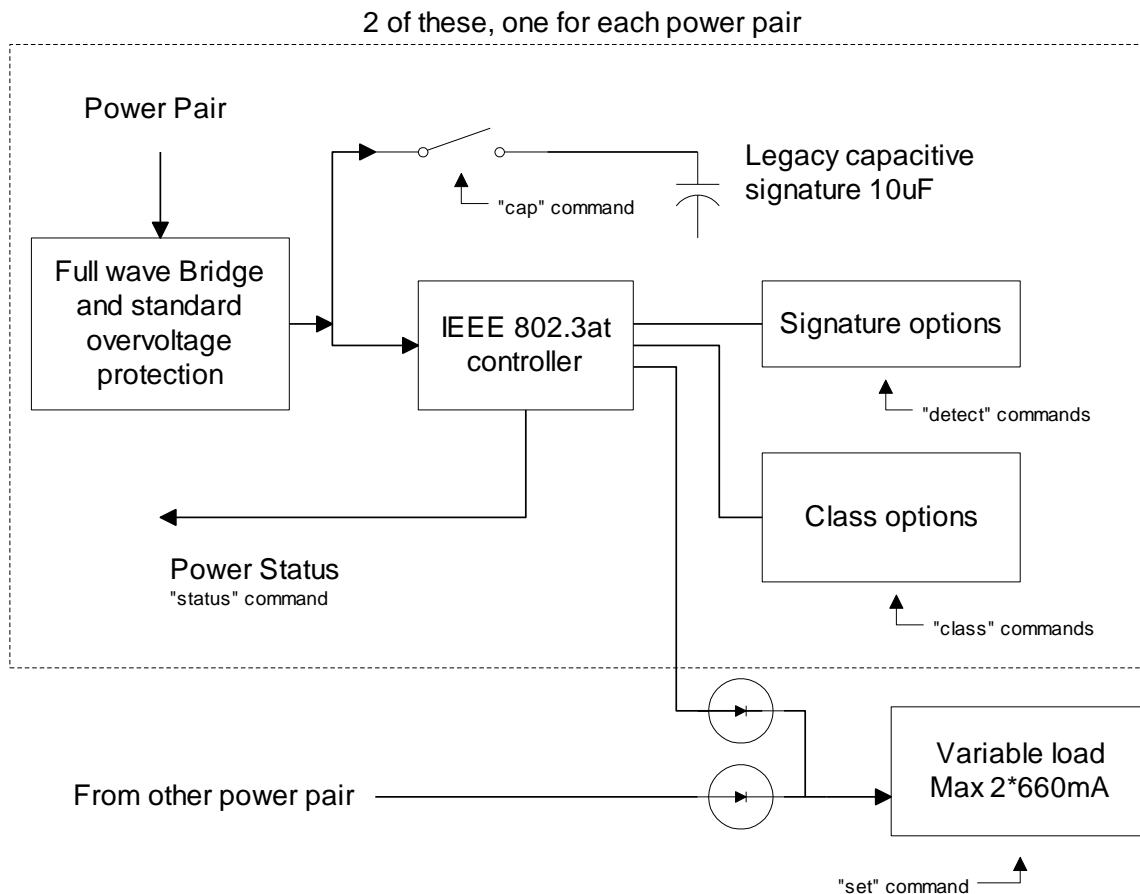 2 of these, one for each power pair
Power Pair
Legacy capacitive
signature 10uF
"cap" command
Full wave Bridge
and standard
overvoltage
protection
IEEE 802.3at
controller
Signature options
"detect" commands
Class options
Power Status
"status" command
"class" commands
Variable load
Max 2*660mA
From other power pair
"set" command